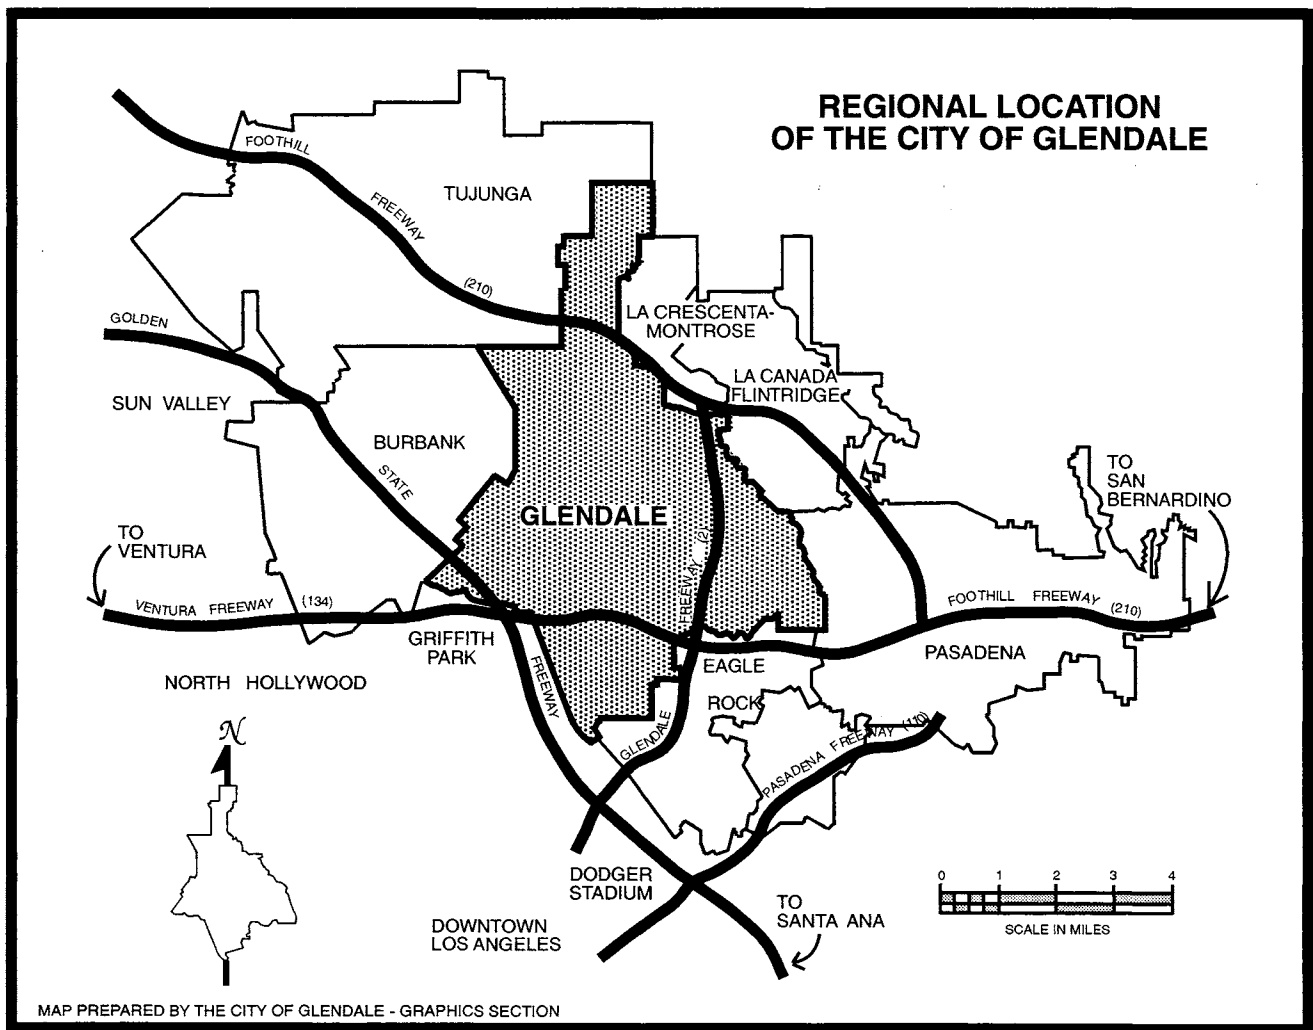 REGIONAL LOCATION
OF THE CITY OF GLENDALE
FOOTHILL
FREEWAY
(210)
TUJUNGA
GOLDEN
LA CRESCENTA-
MONTROSE
LA CANADA
FLINTRIDGE
SUN VALLEY
BURBANK
STATE
TO
SAN
BERNARDINO
GLENDALE
TO
VENTURA
FREEWAY (2)
VENTURA FREEWAY (134)
FOOTHILL FREEWAY (210)
GRIFFITH
PARK
FREEWAY
EAGLE
ROCK
PASADENA
NORTH HOLLYWOOD
GLENDALE
PASADENA FREEWAY (110)
N
DODGER
STADIUM
DOWNTOWN
LOS ANGELES
TO
SANTA ANA
0 1 2 3 4
SCALE IN MILES
MAP PREPARED BY THE CITY OF GLENDALE - GRAPHICS SECTION